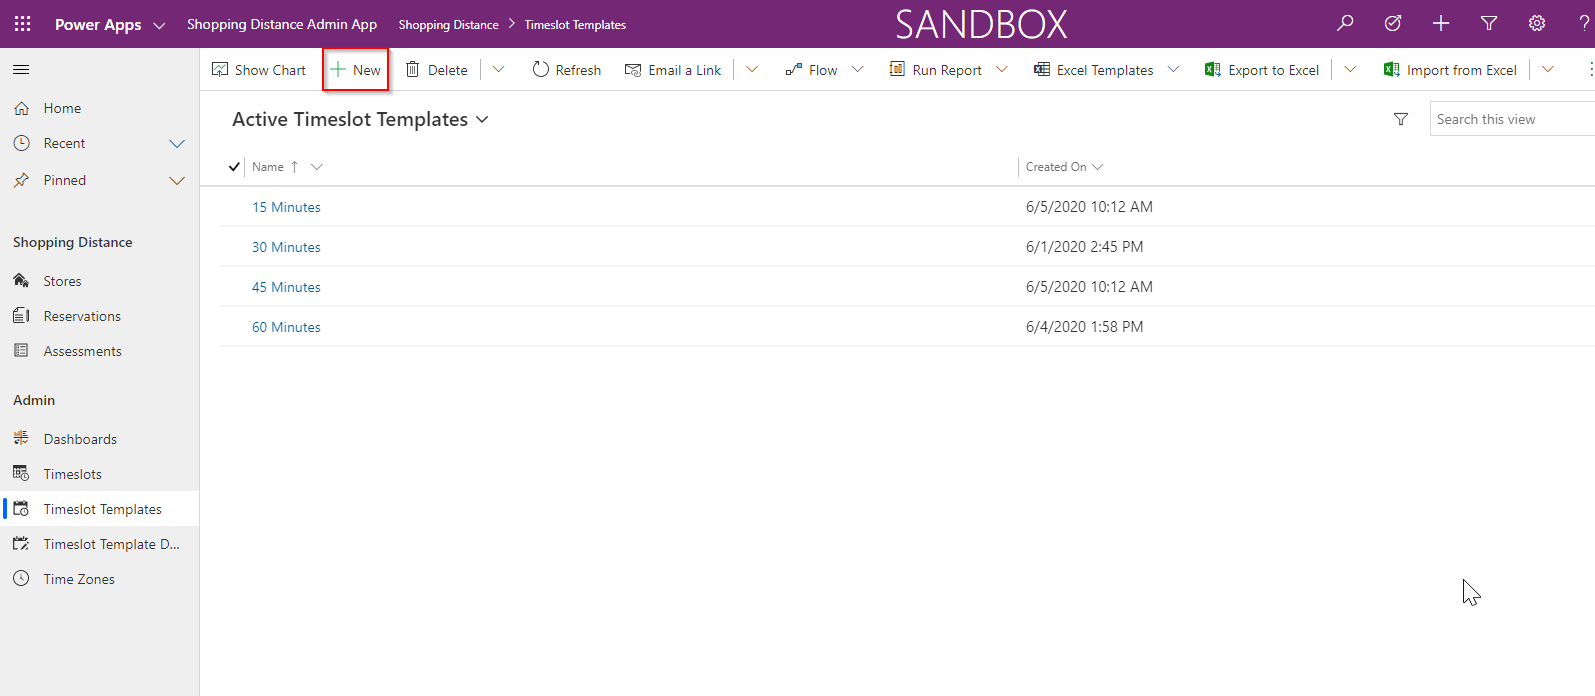 Power Apps Shopping Distance Admin App Shopping Distance > Timeslot Templates SANDBOX ?
Show Chart New Delete Refresh Email a Link Flow Run Report Excel Templates Export to Excel Import from Excel
Home
Recent
Pinned
Shopping Distance
Stores
Reservations
Assessments
Admin
Dashboards
Timeslots
Timeslot Templates
Timeslot Template D...
Time Zones
Active Timeslot Templates Search this view
Name ↑ Created On
15 Minutes 6/5/2020 10:12 AM
30 Minutes 6/1/2020 2:45 PM
45 Minutes 6/5/2020 10:12 AM
60 Minutes 6/4/2020 1:58 PM